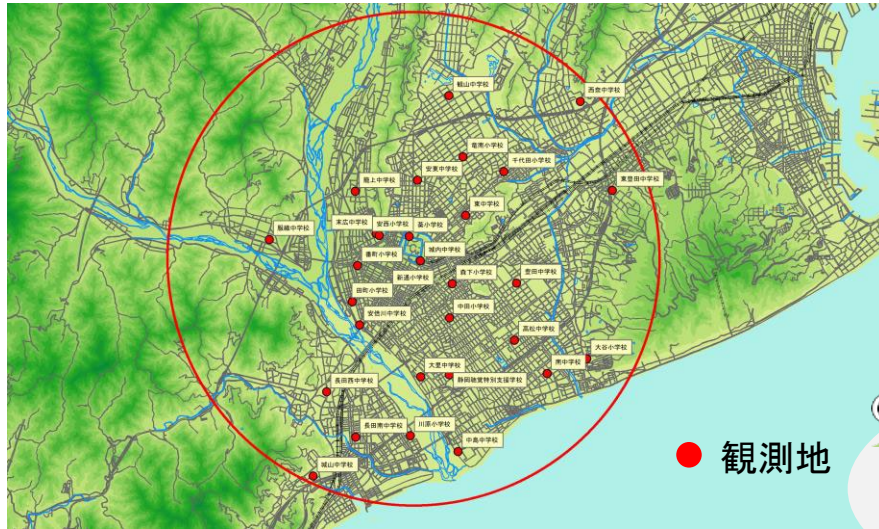 観山中学校
西奈中学校
竜南小学校
千代田小学校
安東中学校
籠上中学校
東豊田中学校
東中学校
末広中学校
安西小学校
葵小学校
服織中学校
城内中学校
番町小学校
新通小学校
森下小学校
豊田中学校
田町小学校
中田小学校
安倍川中学校
高松中学校
大谷小学校
大里中学校
静岡聴覚特別支援学校
南中学校
長田西中学校
長田南中学校
川原小学校
中島中学校
城山中学校
観測地